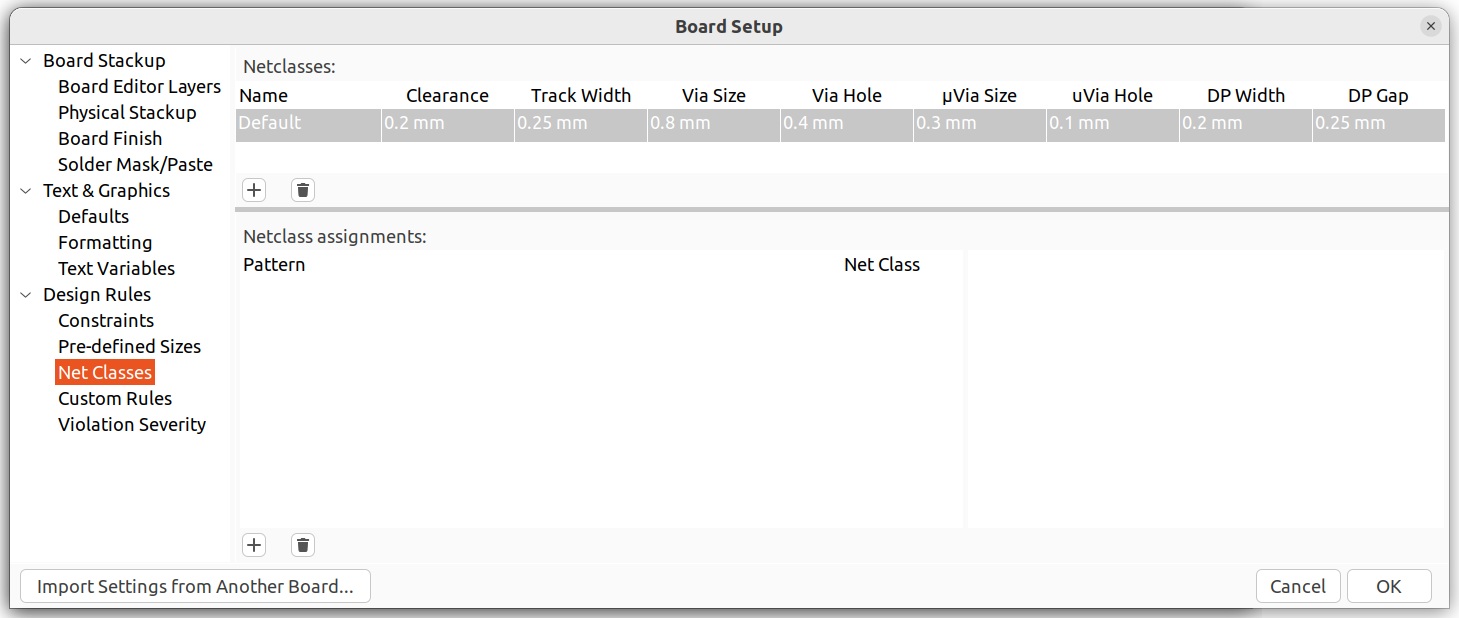 Board Setup
Board Stackup
Board Editor Layers
Physical Stackup
Board Finish
Solder Mask/Paste
Text & Graphics
Defaults
Formatting
Text Variables
Design Rules
Constraints
Pre-defined Sizes
Net Classes
Custom Rules
Violation Severity
Netclasses:
Name Clearance Track Width Via Size Via Hole µVia Size uVia Hole DP Width DP Gap
Default 0.2 mm 0.25 mm 0.8 mm 0.4 mm 0.3 mm 0.1 mm 0.2 mm 0.25 mm
Netclass assignments:
Pattern Net Class
Import Settings from Another Board... Cancel OK